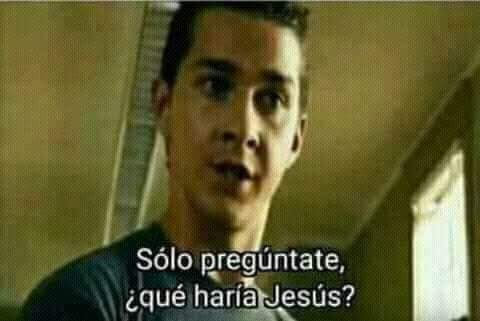 Sólo pregúntate,
¿qué haría Jesús?